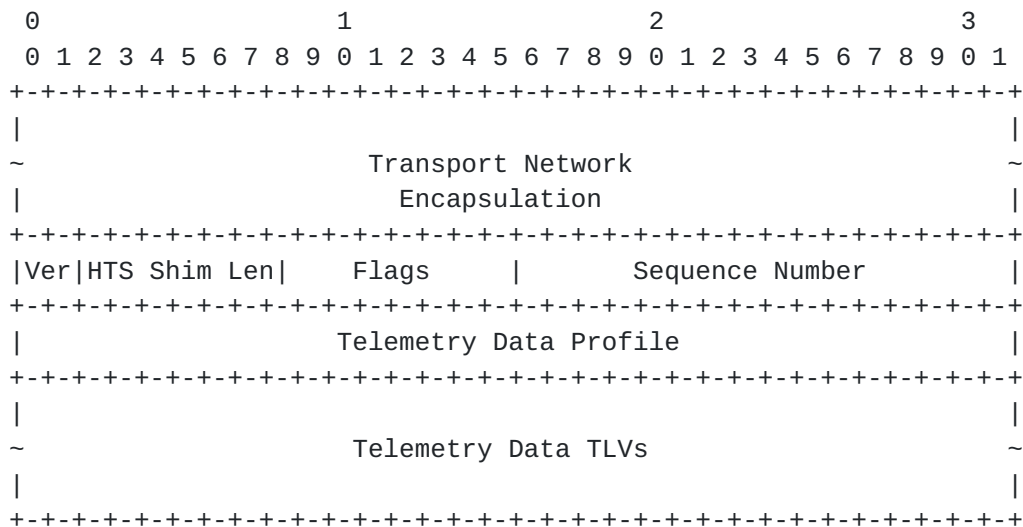 0                   1                   2                   3
 0 1 2 3 4 5 6 7 8 9 0 1 2 3 4 5 6 7 8 9 0 1 2 3 4 5 6 7 8 9 0 1
+-+-+-+-+-+-+-+-+-+-+-+-+-+-+-+-+-+-+-+-+-+-+-+-+-+-+-+-+-+-+-+-+
|                                                               |
~                      Transport Network                        ~
|                        Encapsulation                          |
+-+-+-+-+-+-+-+-+-+-+-+-+-+-+-+-+-+-+-+-+-+-+-+-+-+-+-+-+-+-+-+-+
|Ver|HTS Shim Len|    Flags     |       Sequence Number         |
+-+-+-+-+-+-+-+-+-+-+-+-+-+-+-+-+-+-+-+-+-+-+-+-+-+-+-+-+-+-+-+-+
|                    Telemetry Data Profile                     |
+-+-+-+-+-+-+-+-+-+-+-+-+-+-+-+-+-+-+-+-+-+-+-+-+-+-+-+-+-+-+-+-+
|                                                               |
~                     Telemetry Data TLVs                       ~
|                                                               |
+-+-+-+-+-+-+-+-+-+-+-+-+-+-+-+-+-+-+-+-+-+-+-+-+-+-+-+-+-+-+-+-+